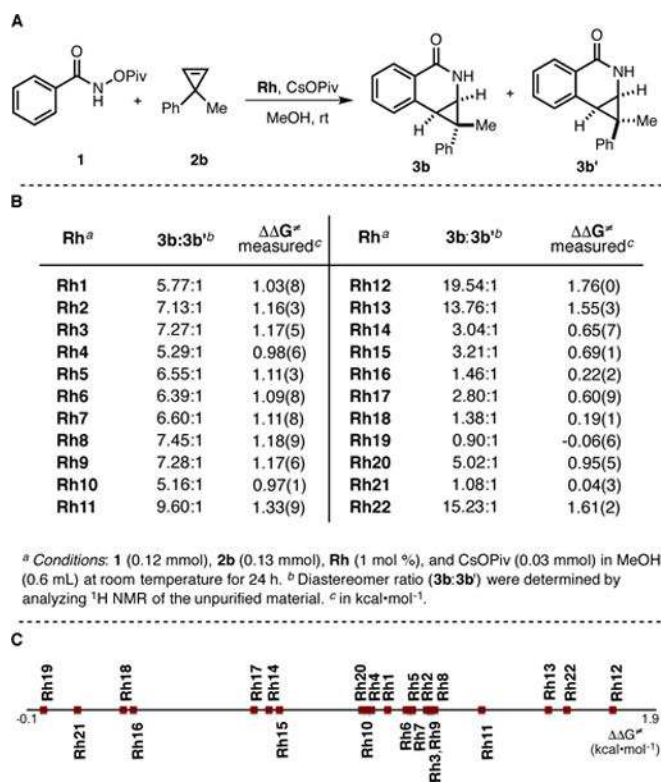 A
O
N
H
OPiv
+
Ph
Me
Rh, CsOPiv
MeOH, rt
O
NH
H
H
Me
Ph
+
O
NH
H
H
Me
Ph
1
2b
3b
3b'
B
Rhᵃ 3b:3b'ᵇ ΔΔG≠ measuredᶜ Rhᵃ 3b:3b'ᵇ ΔΔG≠ measuredᶜ
Rh1 5.77:1 1.03(8) Rh12 19.54:1 1.76(0)
Rh2 7.13:1 1.16(3) Rh13 13.76:1 1.55(3)
Rh3 7.27:1 1.17(5) Rh14 3.04:1 0.65(7)
Rh4 5.29:1 0.98(6) Rh15 3.21:1 0.69(1)
Rh5 6.55:1 1.11(3) Rh16 1.46:1 0.22(2)
Rh6 6.39:1 1.09(8) Rh17 2.80:1 0.60(9)
Rh7 6.60:1 1.11(8) Rh18 1.38:1 0.19(1)
Rh8 7.45:1 1.18(9) Rh19 0.90:1 -0.06(6)
Rh9 7.28:1 1.17(6) Rh20 5.02:1 0.95(5)
Rh10 5.16:1 0.97(1) Rh21 1.08:1 0.04(3)
Rh11 9.60:1 1.33(9) Rh22 15.23:1 1.61(2)
ᵃ Conditions: 1 (0.12 mmol), 2b (0.13 mmol), Rh (1 mol %), and CsOPiv (0.03 mmol) in MeOH
(0.6 mL) at room temperature for 24 h. ᵇ Diastereomer ratio (3b:3b') were determined by
analyzing ¹H NMR of the unpurified material. ᶜ in kcal•mol⁻¹.
C
Rh19 Rh18 Rh17 Rh14 Rh20 Rh4 Rh1 Rh5 Rh2 Rh8 Rh13 Rh22 Rh12
-0.1 1.9
Rh21 Rh16 Rh15 Rh10 Rh6 Rh7 Rh3,Rh9 Rh11
ΔΔG≠
(kcal•mol⁻¹)